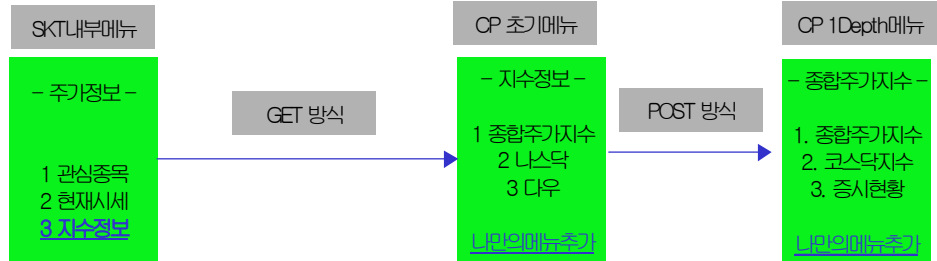 SKT내부메뉴
- 주가정보 -
1 관심종목
2 현재시세
3 지수정보
GET 방식
CP 초기메뉴
- 지수정보 -
1 종합주가지수
2 나스닥
3 다우
나만의메뉴추가
POST 방식
CP 1Depth메뉴
- 종합주가지수 -
1. 종합주가지수
2. 코스닥지수
3. 증시현황
나만의메뉴추가